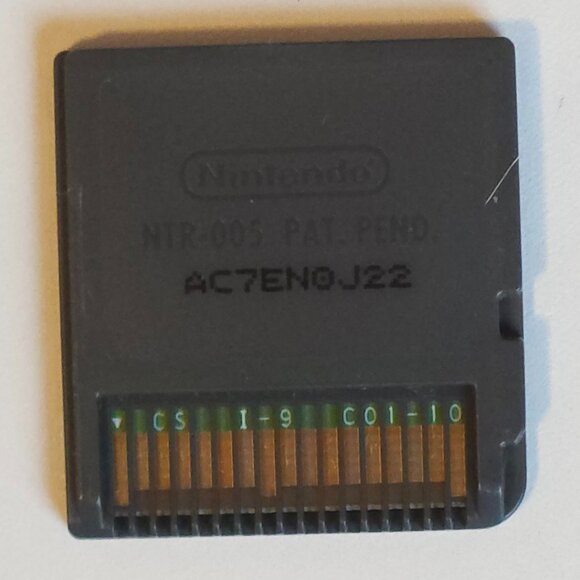 Nintendo
NTR-005 PAT. PEND.
AC7EN0J22
▼ CS I-9 C01-10